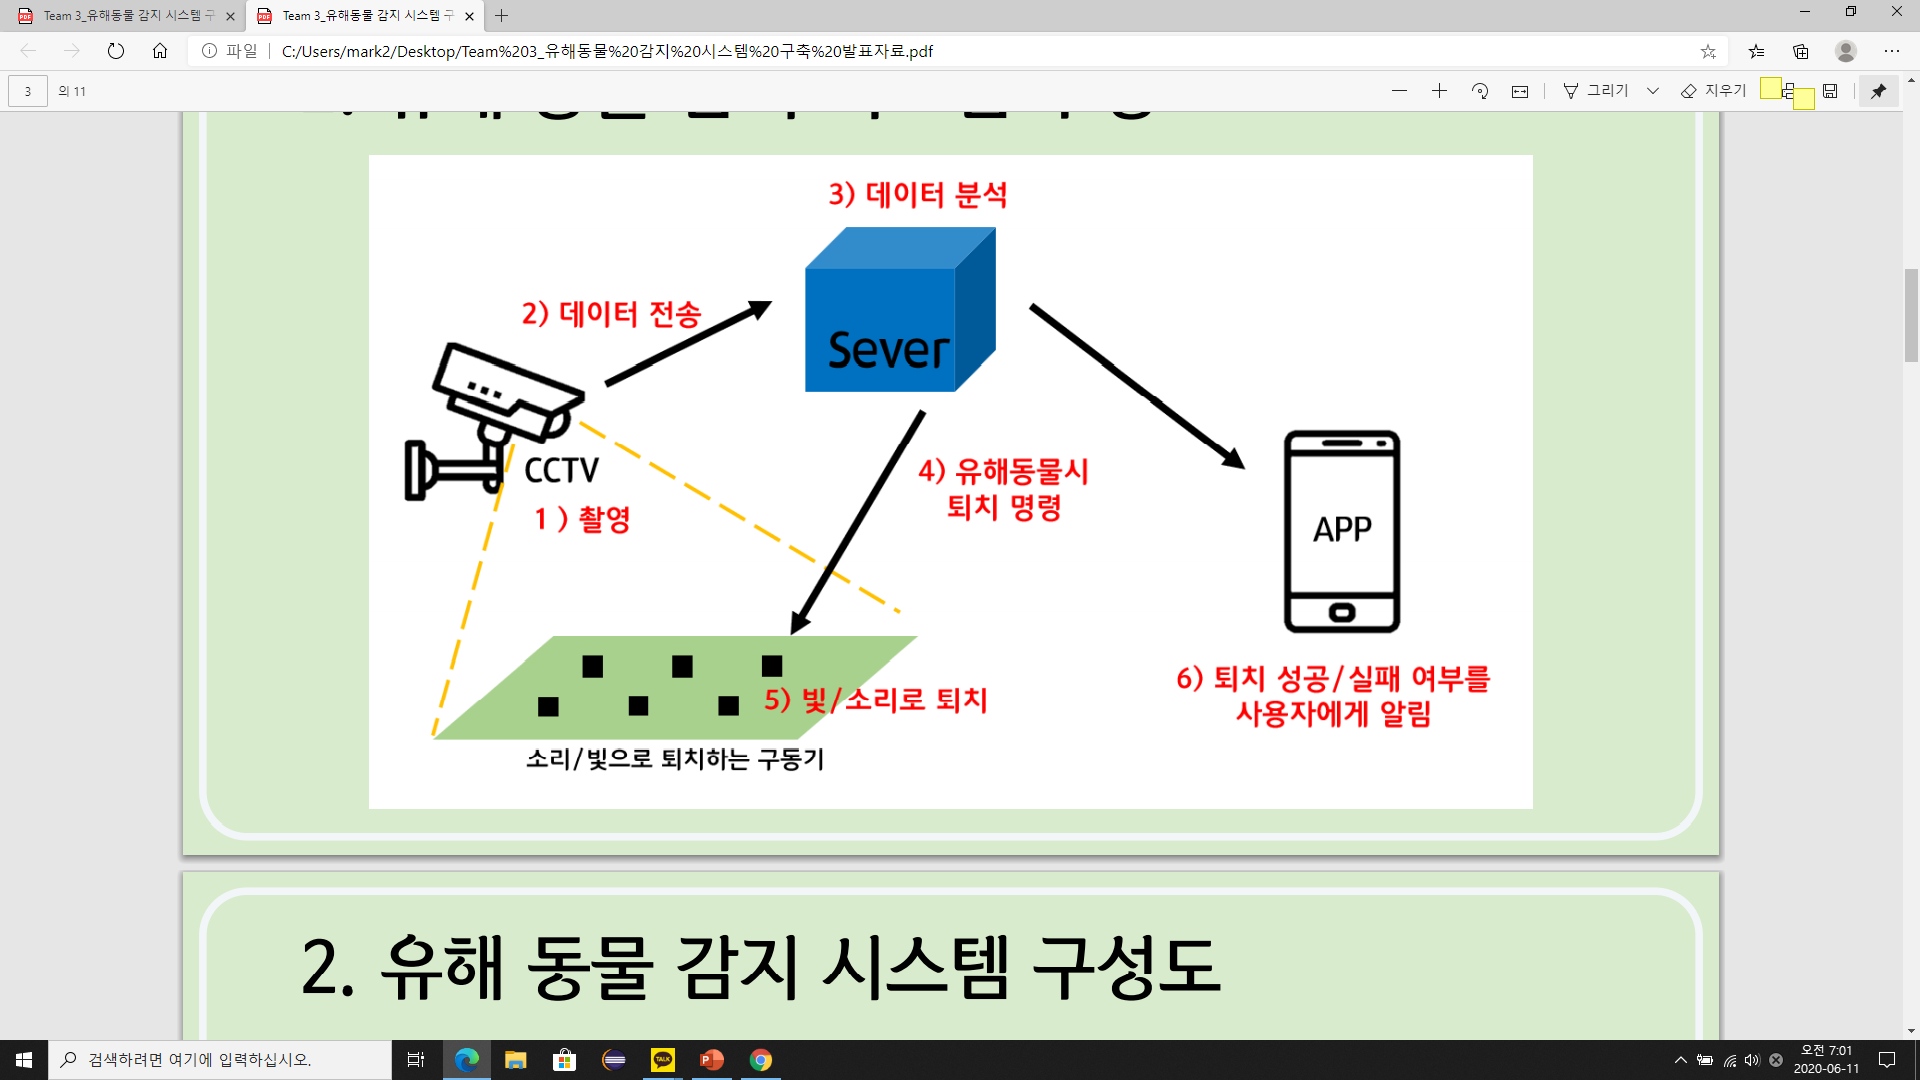 Team 3_유해동물 감지 시스템 구
Team 3_유해동물 감지 시스템 구
파일
C:/Users/mark2/Desktop/Team%203_유해동물%20감지%20시스템%20구축%20발표자료.pdf
3 의 11
그리기
지우기
3) 데이터 분석
2) 데이터 전송
Sever
CCTV
1 ) 촬영
4) 유해동물시
퇴치 명령
APP
5) 빛/소리로 퇴치
6) 퇴치 성공/실패 여부를
사용자에게 알림
소리/빛으로 퇴치하는 구동기
2. 유해 동물 감지 시스템 구성도
검색하려면 여기에 입력하십시오.
TALK
오전 7:01
2020-06-11